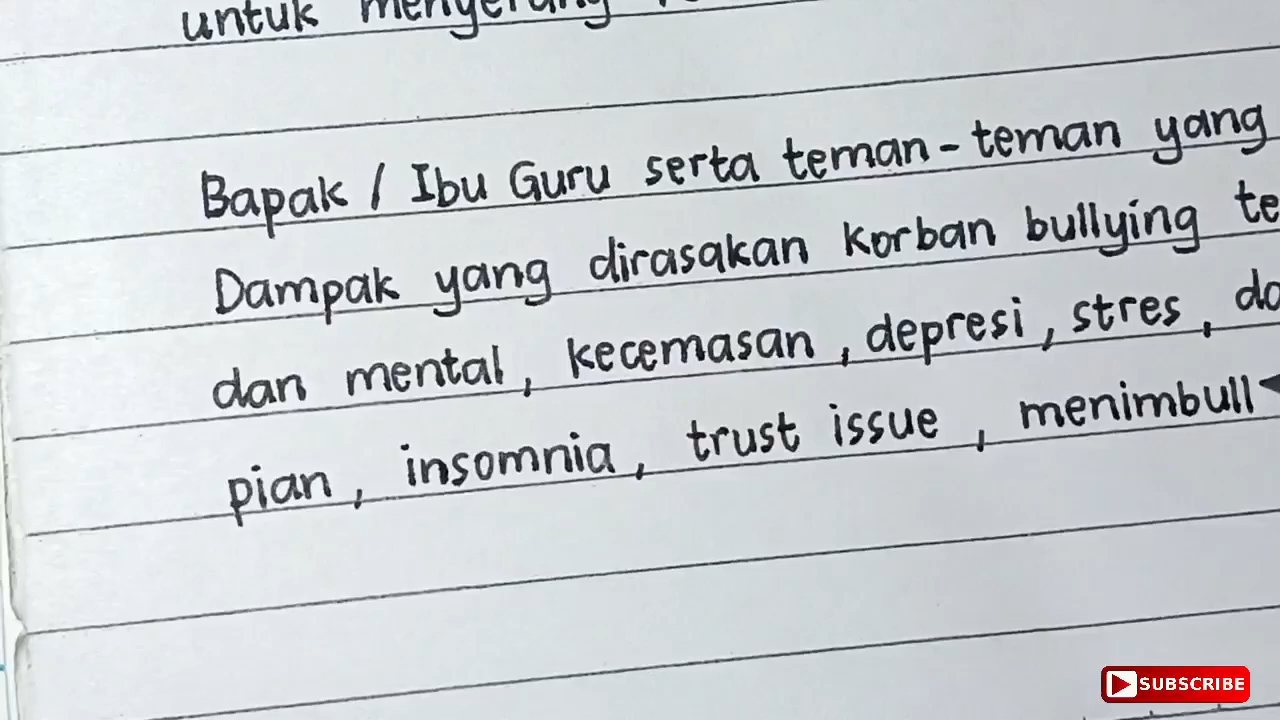 untuk
Bapak / Ibu Guru serta teman-teman yang
Dampak yang dirasakan korban bullying
dan mental, kecemasan, depresi, stres,
pian, insomnia, trust issue, menimbull
SUBSCRIBE